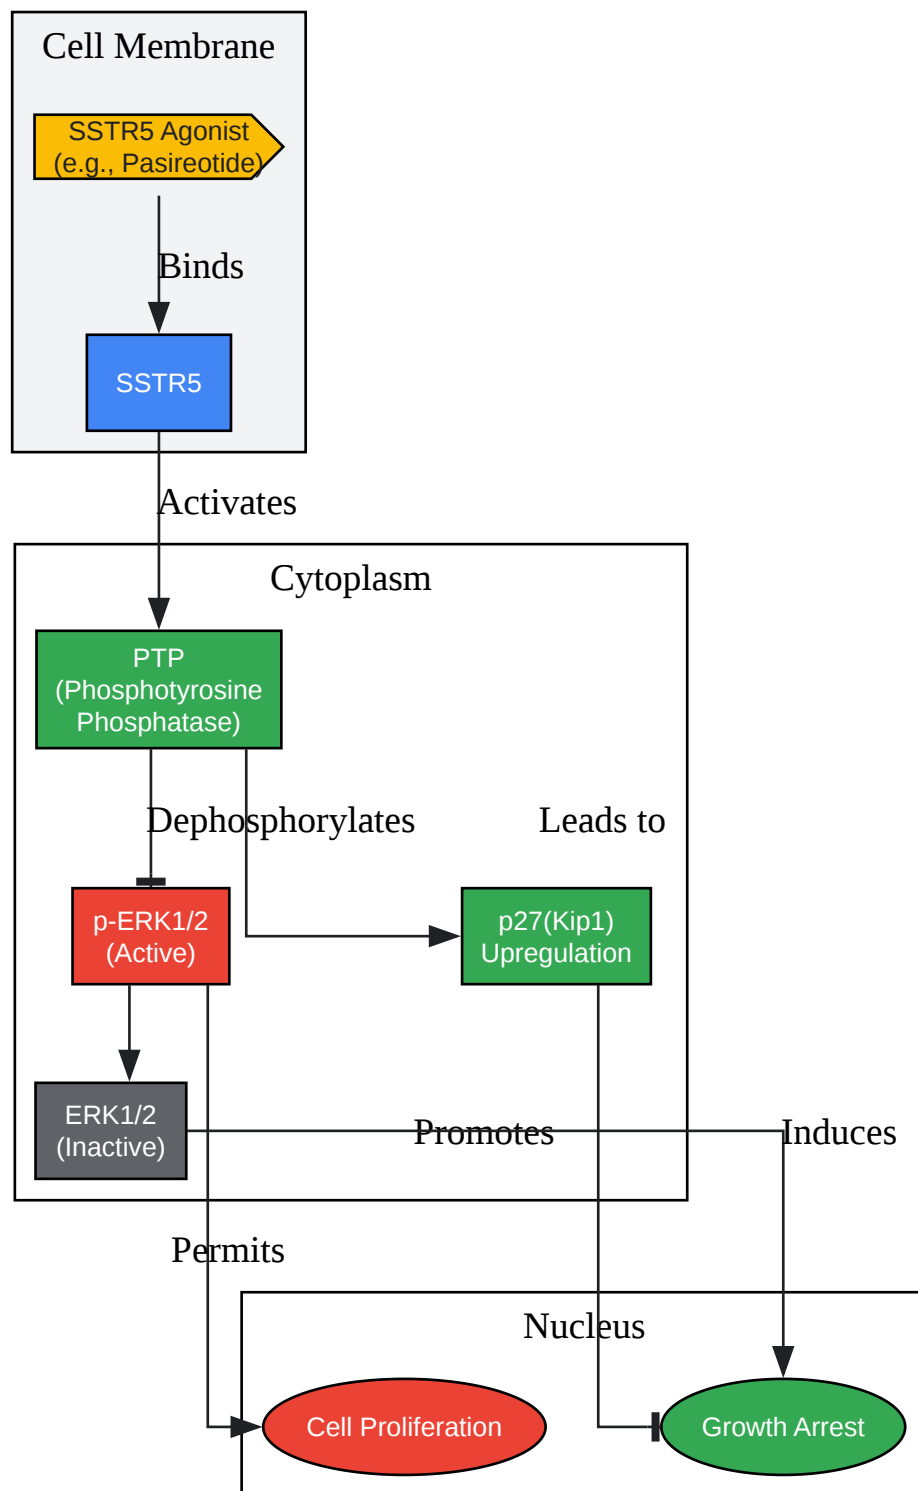 Cell Membrane
SSTR5 Agonist
(e.g., Pasireotide)
Binds
SSTR5
Activates
Cytoplasm
PTP
(Phosphotyrosine
Phosphatase)
Dephosphorylates
Leads to
p-ERK1/2
(Active)
p27(Kip1)
Upregulation
ERK1/2
(Inactive)
Promotes
Induces
Permits
Nucleus
Cell Proliferation
Growth Arrest